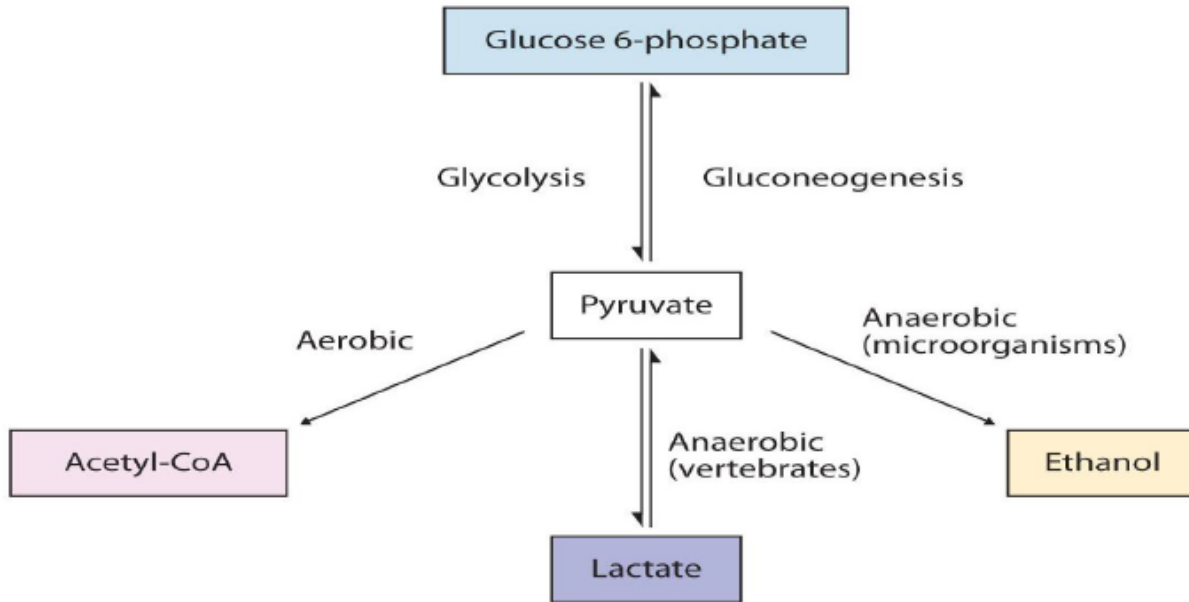 Glucose 6-phosphate
Glycolysis
Gluconeogenesis
Pyruvate
Aerobic
Anaerobic
(microorganisms)
Acetyl-CoA
Anaerobic
(vertebrates)
Ethanol
Lactate